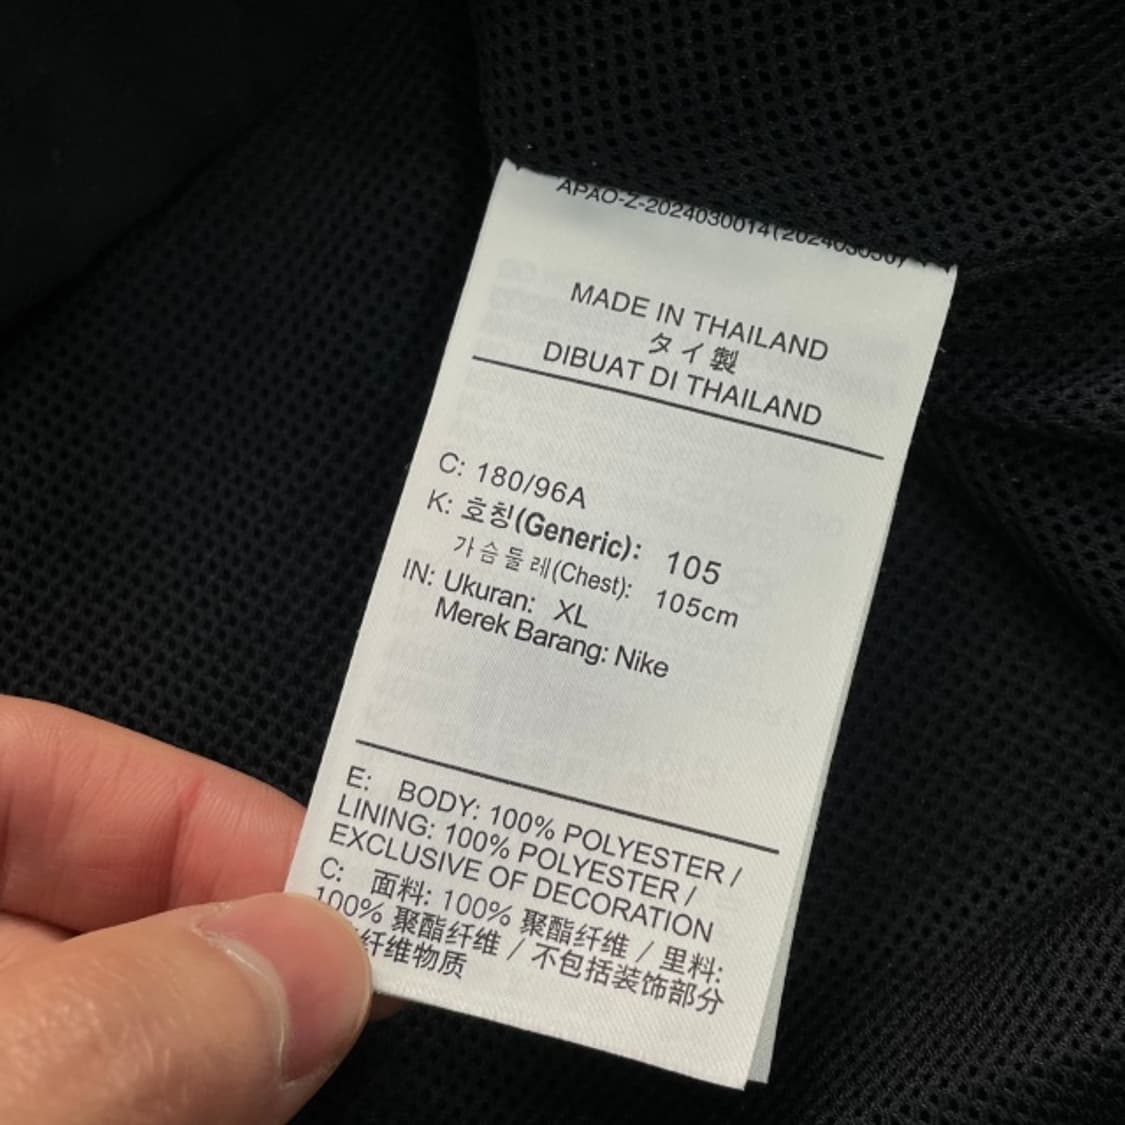 APAO-Z-2024030014(202403050)
MADE IN THAILAND
タイ製
DIBUAT DI THAILAND
C: 180/96A
K: 호칭(Generic): 105
가슴둘레(Chest): 105cm
IN: Ukuran: XL
Merek Barang: Nike
E: BODY: 100% POLYESTER /
LINING: 100% POLYESTER /
EXCLUSIVE OF DECORATION
C: 面料: 100% 聚酯纤维 / 里料:
100% 聚酯纤维 / 不包括装饰部分
纤维物质